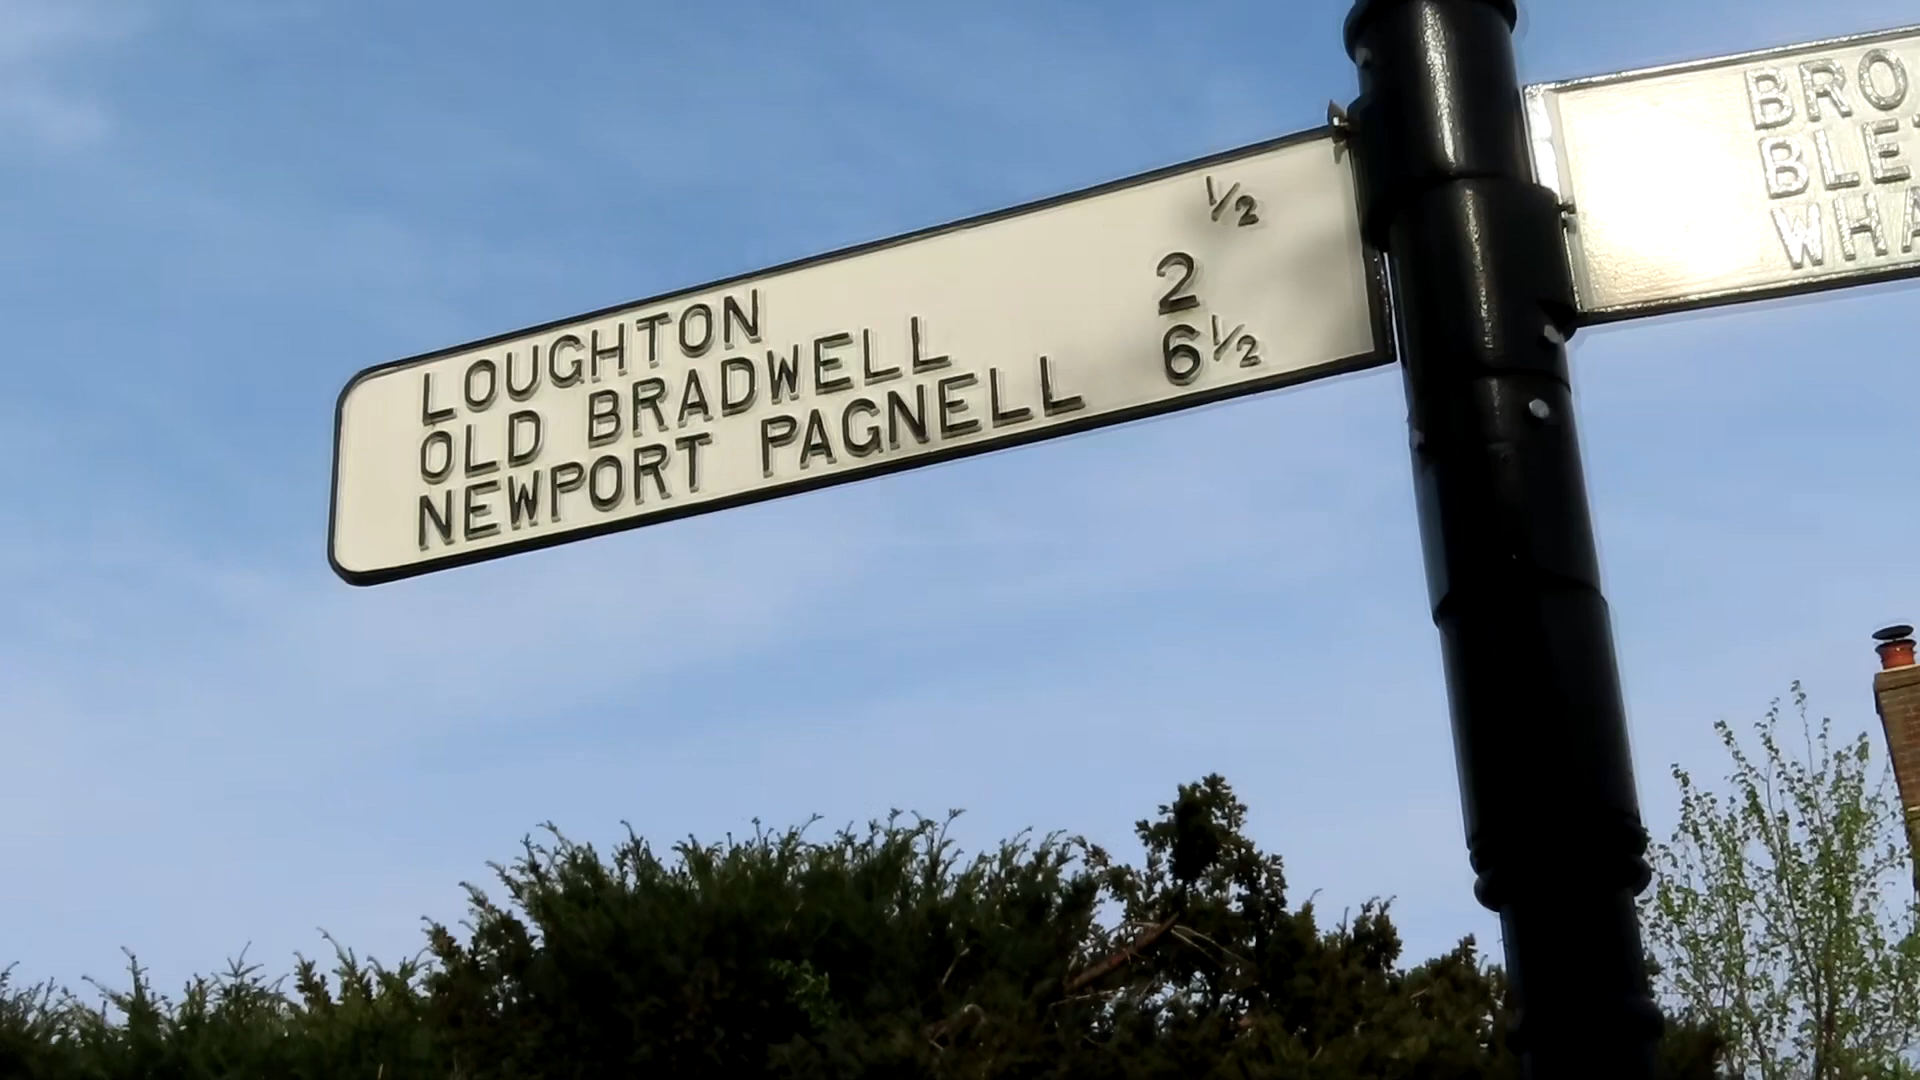 LOUGHTON ½
OLD BRADWELL 2
NEWPORT PAGNELL 6½
BRO
BLE
WHA